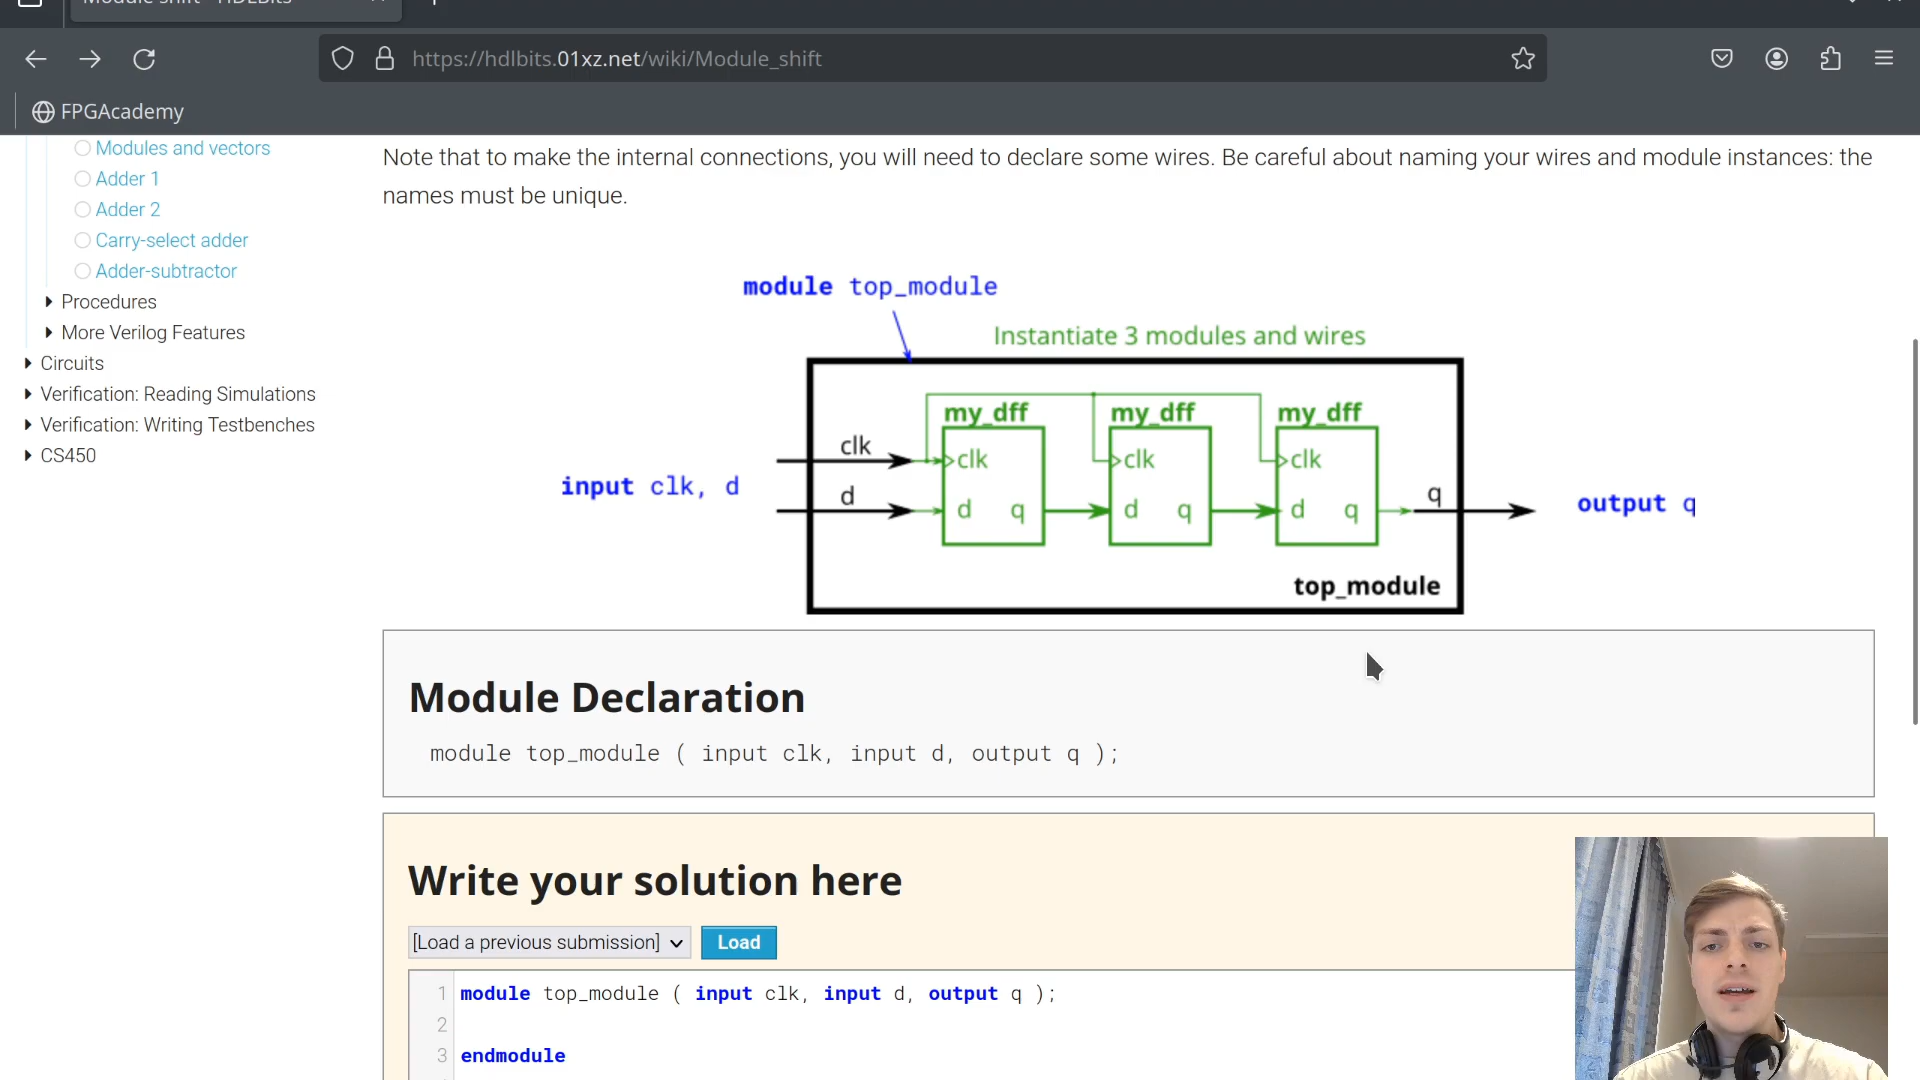 https://hdlbits.01xz.net/wiki/Module_shift
FPGAcademy
Modules and vectors
Adder 1
Adder 2
Carry-select adder
Adder-subtractor
Procedures
More Verilog Features
Circuits
Verification: Reading Simulations
Verification: Writing Testbenches
CS450
Note that to make the internal connections, you will need to declare some wires. Be careful about naming your wires and module instances: the
names must be unique.
module top_module
Instantiate 3 modules and wires
my_dff my_dff my_dff
clk clk clk clk
input clk, d
d d q d q d q q
output q
top_module
Module Declaration
module top_module ( input clk, input d, output q );
Write your solution here
[Load a previous submission] Load
1 module top_module ( input clk, input d, output q );
2
3 endmodule